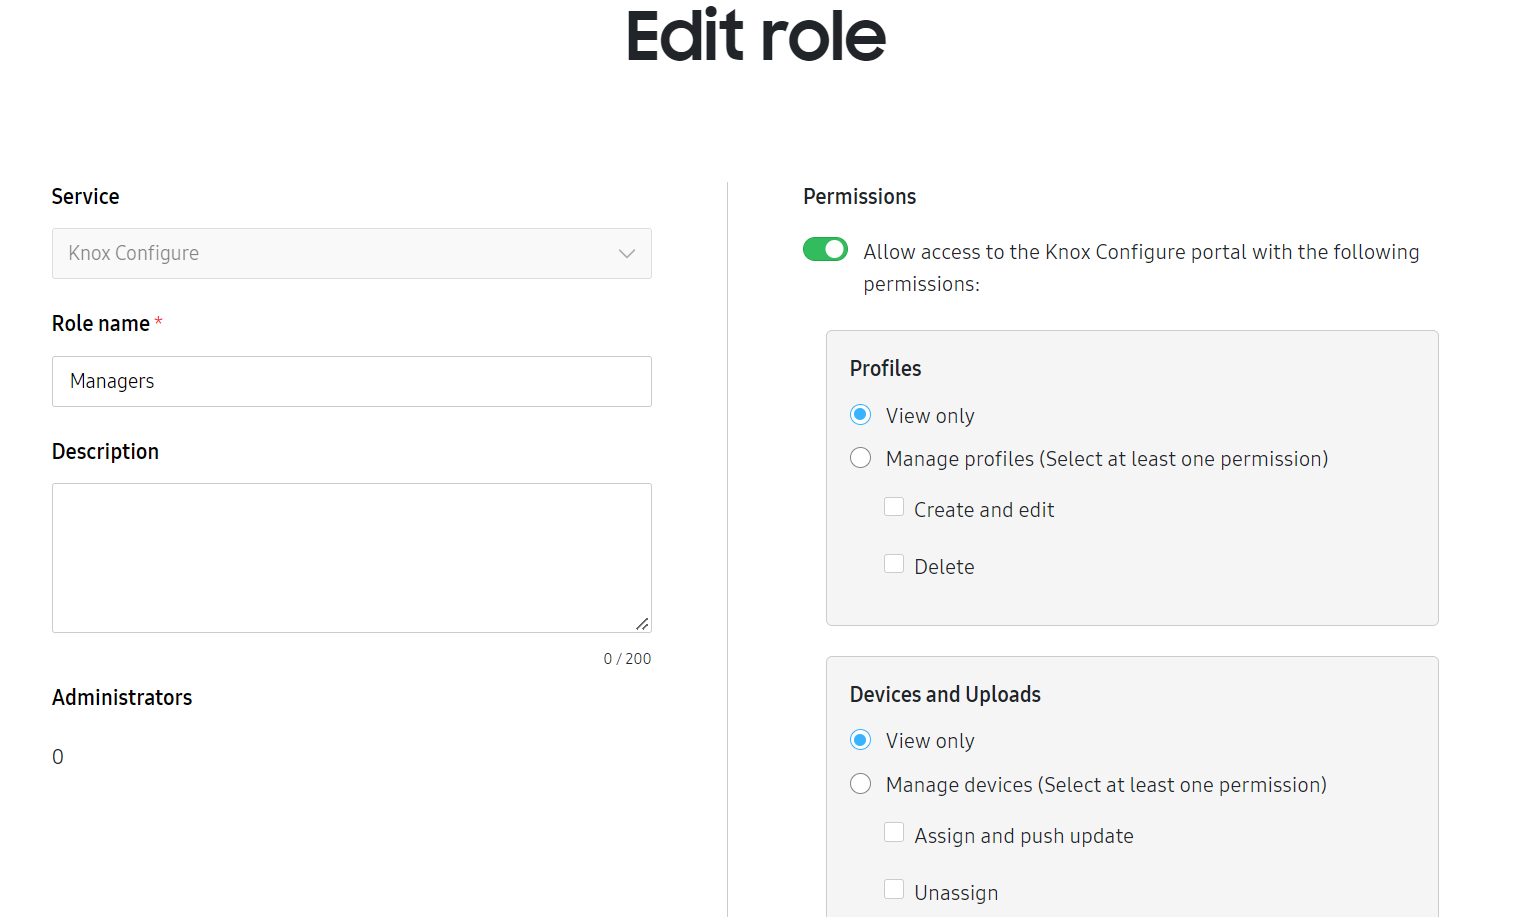 Edit role
Service
Knox Configure
Role name *
Managers
Description
0 / 200
Administrators
0
Permissions
Allow access to the Knox Configure portal with the following
permissions:
Profiles
View only
Manage profiles (Select at least one permission)
Create and edit
Delete
Devices and Uploads
View only
Manage devices (Select at least one permission)
Assign and push update
Unassign